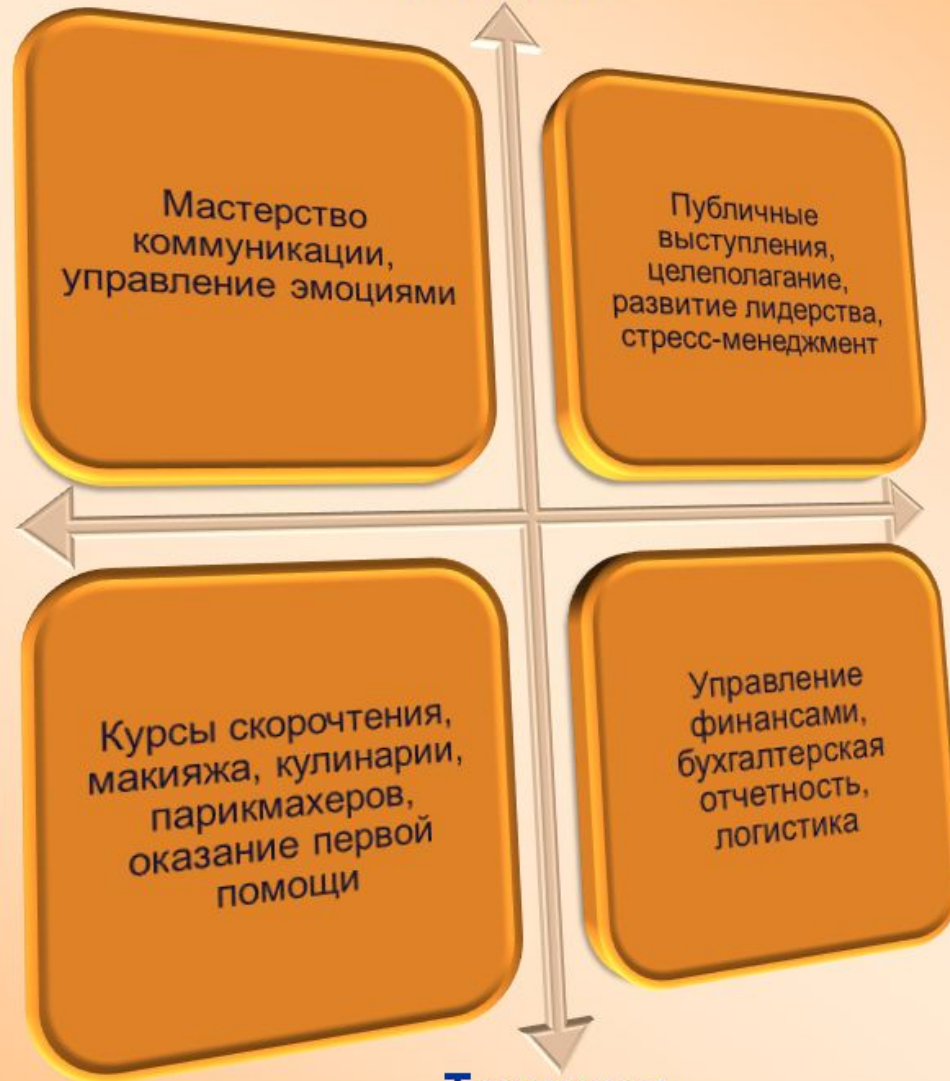 Мастерство
коммуникации,
управление эмоциями
Публичные
выступления,
целеполагание,
развитие лидерства,
стресс-менеджмент
Курсы скорочтения,
макияжа, кулинарии,
парикмахеров,
оказание первой
помощи
Управление
финансами,
бухгалтерская
отчетность,
логистика